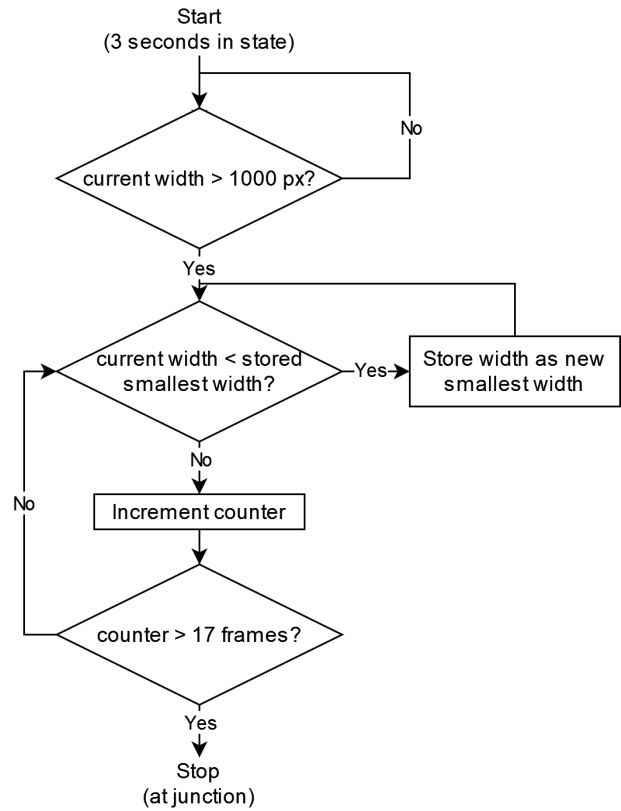 Start
(3 seconds in state)
No
current width > 1000 px?
Yes
current width < stored
smallest width?
Yes
Store width as new
smallest width
No
No
Increment counter
counter > 17 frames?
Yes
Stop
(at junction)